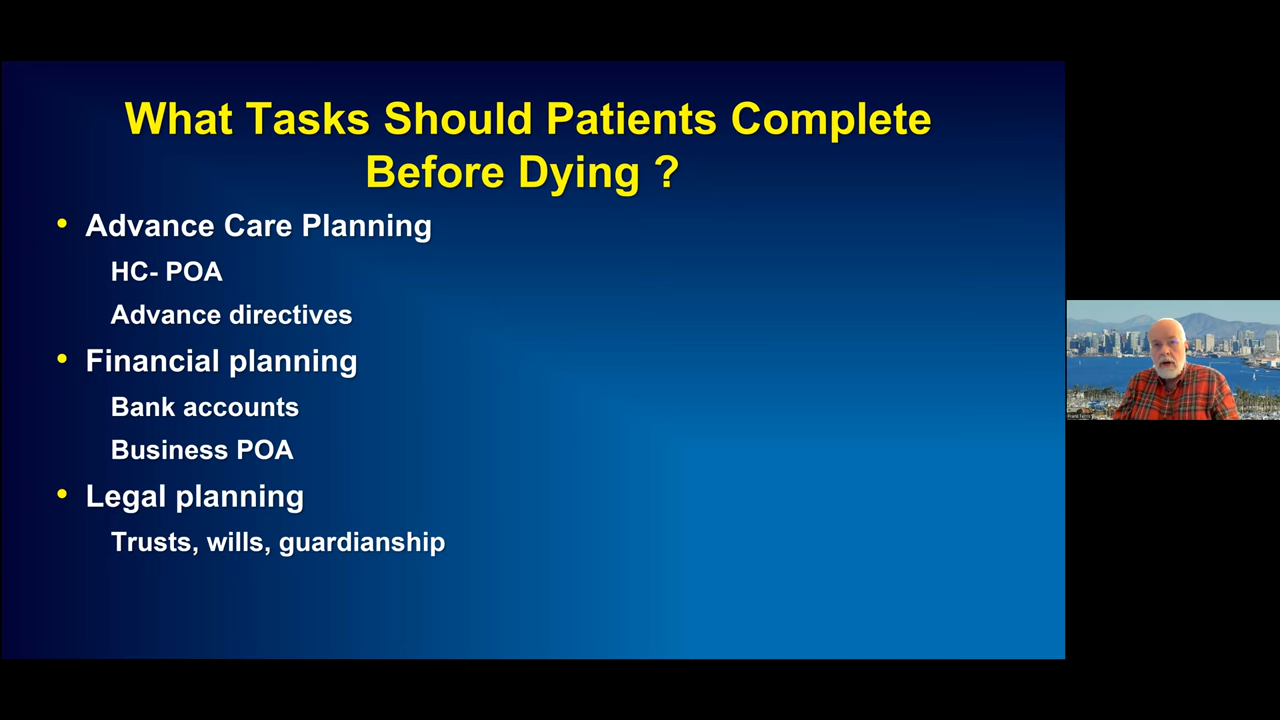 What Tasks Should Patients Complete
Before Dying ?
• Advance Care Planning
HC- POA
Advance directives
• Financial planning
Bank accounts
Business POA
• Legal planning
Trusts, wills, guardianship